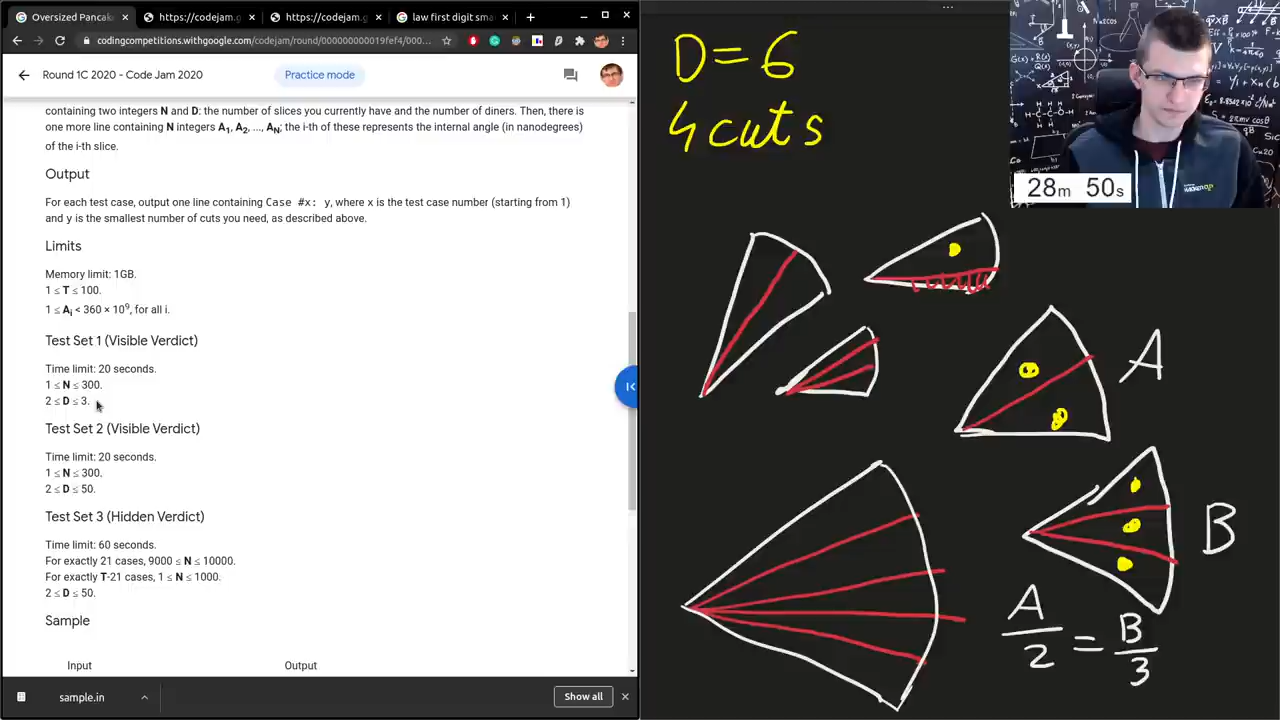 Oversized Pancak
https://codejam.g
https://codejam.g
law first digit sma
codingcompetitions.withgoogle.com/codejam/round/000000000019fef4/000...
Round 1C 2020 - Code Jam 2020
Practice mode
containing two integers N and D: the number of slices you currently have and the number of diners. Then, there is
one more line containing N integers A1, A2, ..., AN; the i-th of these represents the internal angle (in nanodegrees)
of the i-th slice.
Output
For each test case, output one line containing Case #x: y, where x is the test case number (starting from 1)
and y is the smallest number of cuts you need, as described above.
Limits
Memory limit: 1GB.
1 ≤ T ≤ 100.
1 ≤ Ai < 360 × 10^9, for all i.
Test Set 1 (Visible Verdict)
Time limit: 20 seconds.
1 ≤ N ≤ 300.
2 ≤ D ≤ 3.
Test Set 2 (Visible Verdict)
Time limit: 20 seconds.
1 ≤ N ≤ 300.
2 ≤ D ≤ 50.
Test Set 3 (Hidden Verdict)
Time limit: 60 seconds.
For exactly 21 cases, 9000 ≤ N ≤ 10000.
For exactly T-21 cases, 1 ≤ N ≤ 1000.
2 ≤ D ≤ 50.
Sample
Input Output
sample.in
Show all
D = 6
4 cuts
28m 50s
A
B
A/2 = B/3